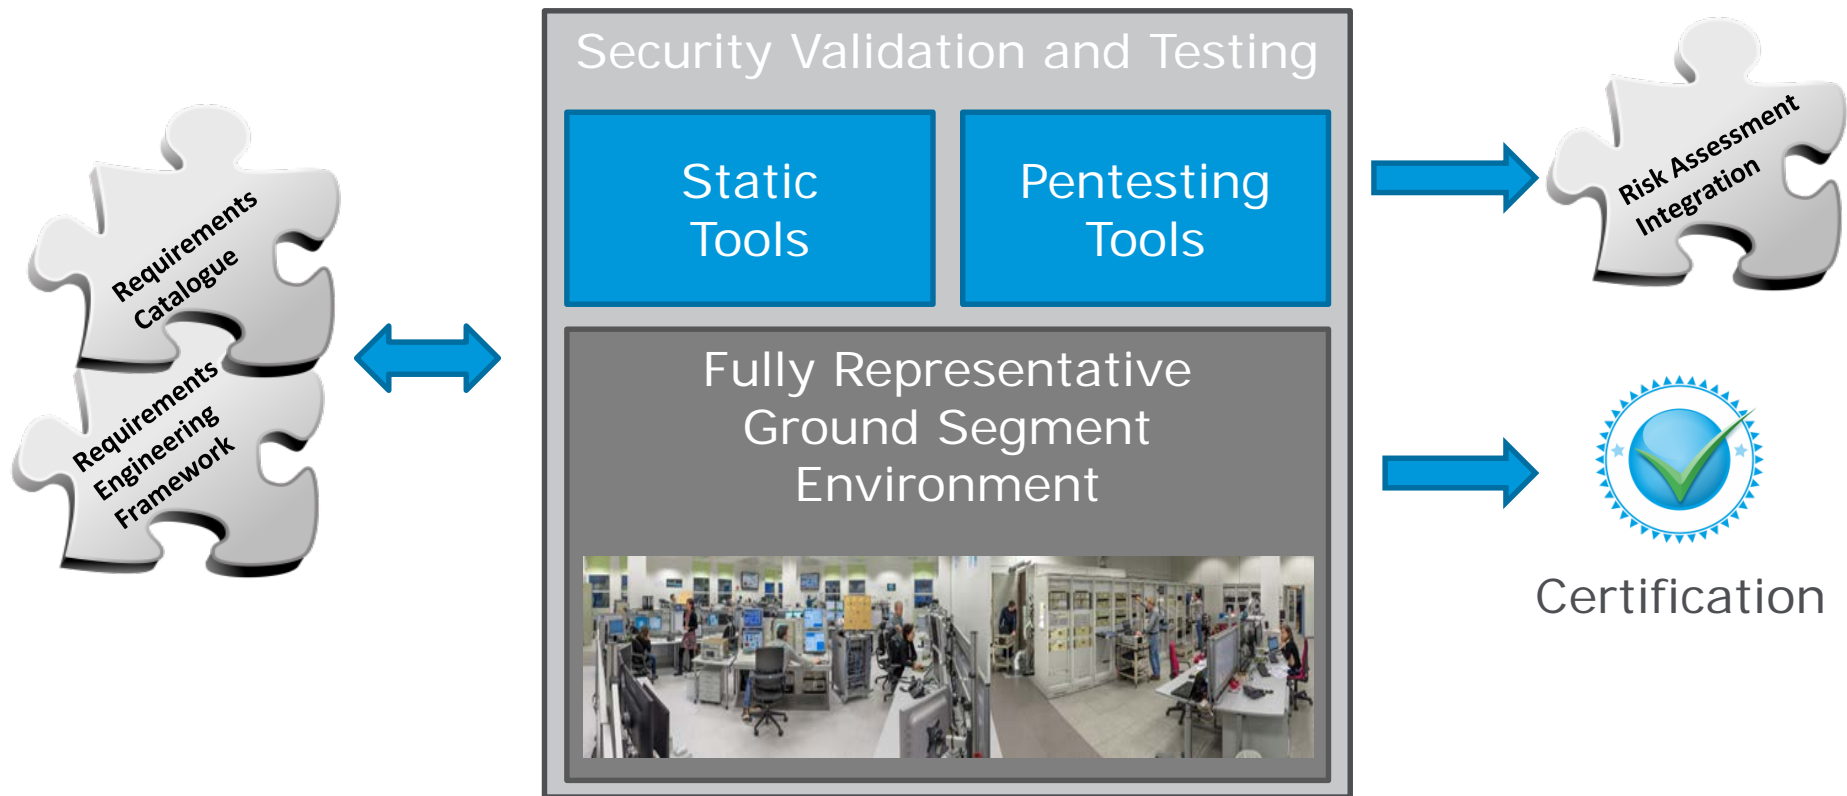 Requirements
Catalogue
Requirements
Engineering
Framework
Security Validation and Testing
Static
Tools
Pentesting
Tools
Fully Representative
Ground Segment
Environment
Risk Assessment
Integration
Certification